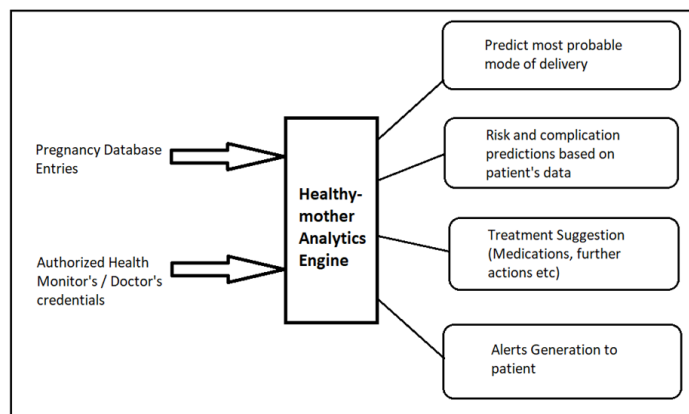 Pregnancy Database
Entries
Authorized Health
Monitor's / Doctor's
credentials
Healthy-
mother
Analytics
Engine
Predict most probable
mode of delivery
Risk and complication
predictions based on
patient's data
Treatment Suggestion
(Medications, further
actions etc)
Alerts Generation to
patient